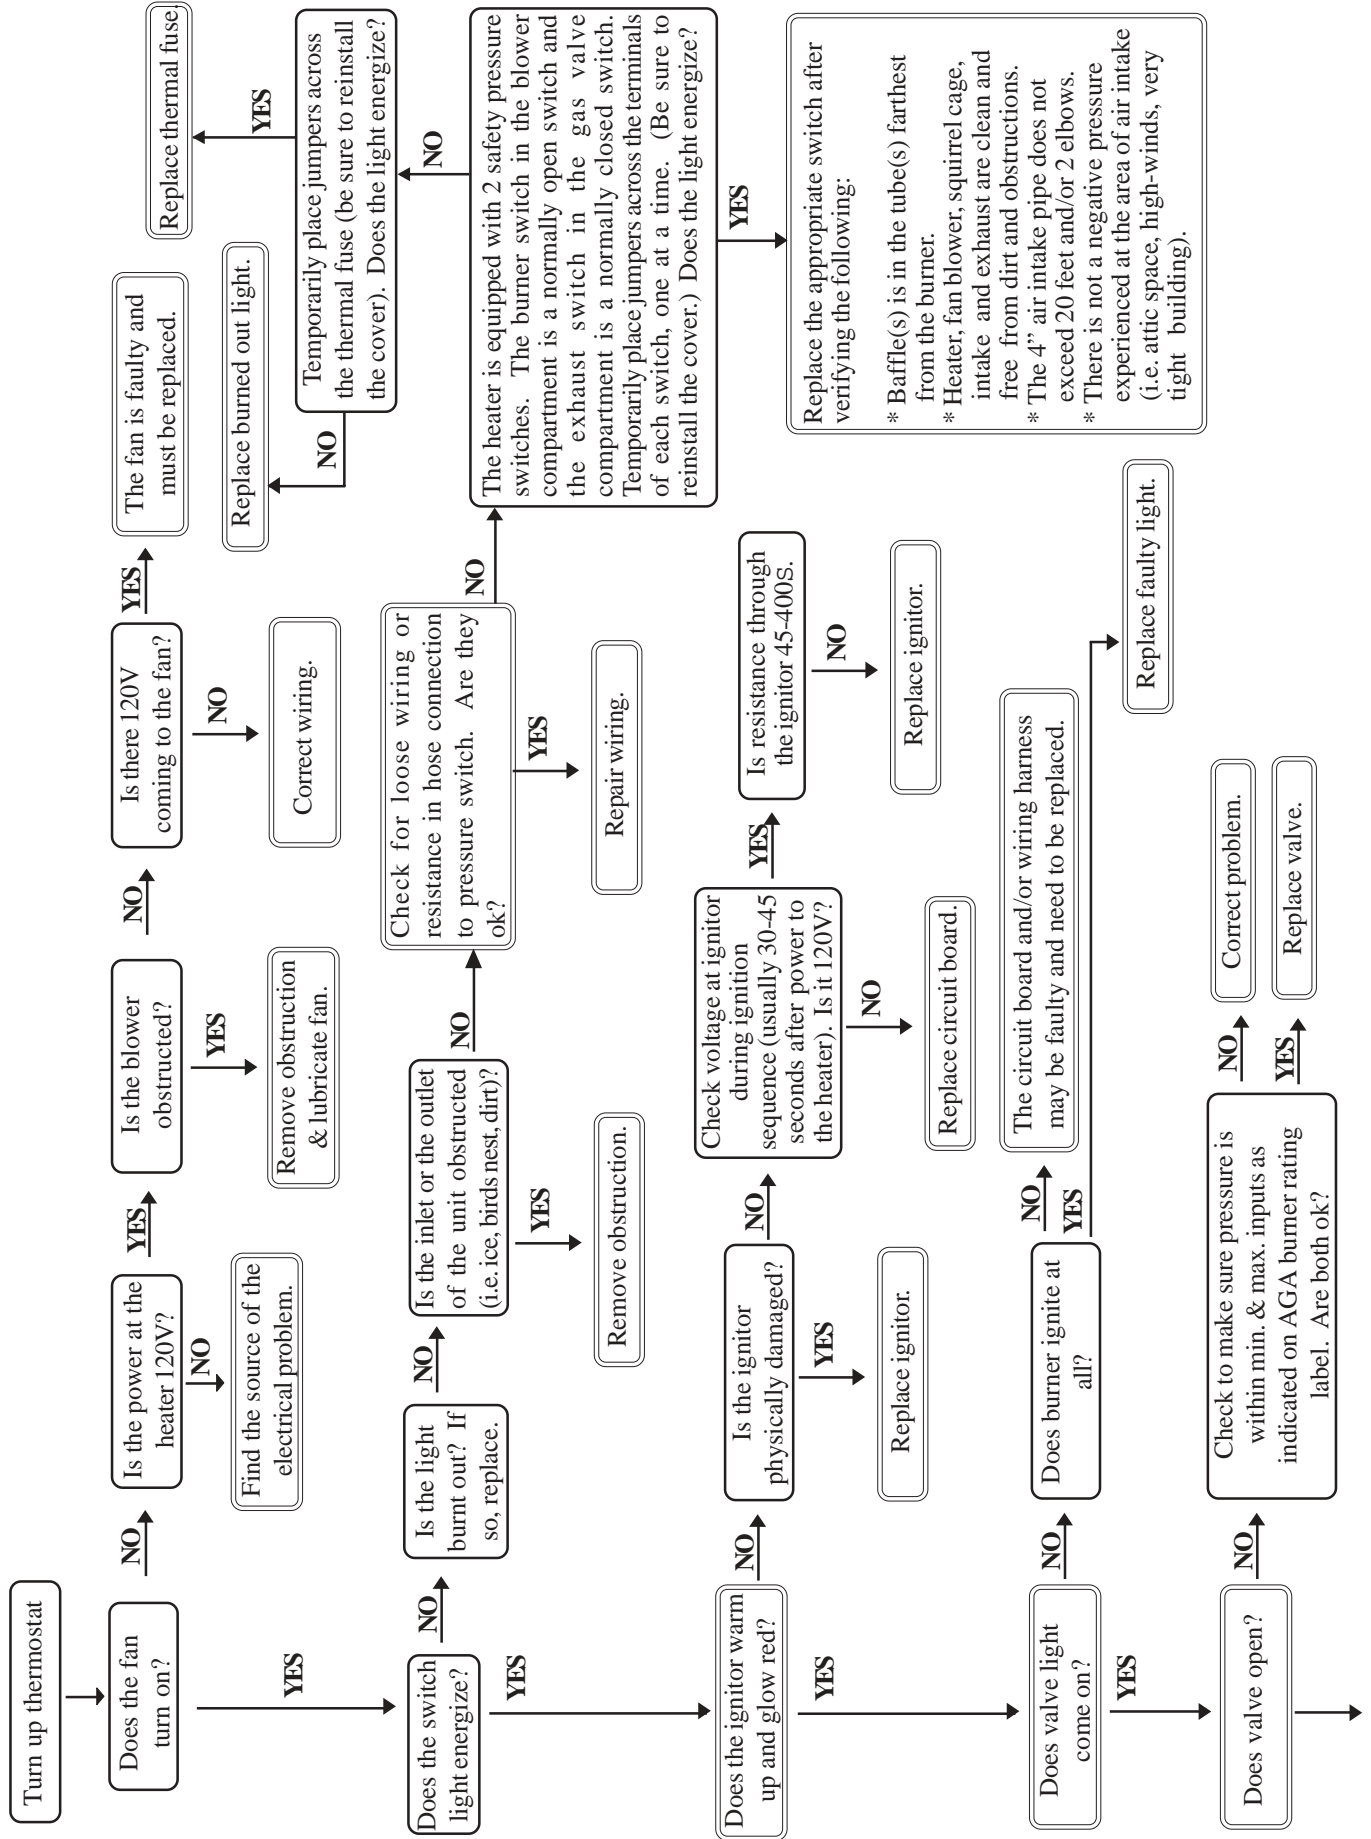 Turn up thermostat
Does the fan
turn on?
NO
Is the power at the
heater 120V?
NO
Find the source of the
electrical problem.
YES
Is the blower
obstructed?
YES
Remove obstruction
& lubricate fan.
NO
Is there 120V
coming to the fan?
NO
Correct wiring.
YES
The fan is faulty and
must be replaced.
YES
Does the switch
light energize?
NO
Is the light
burnt out? If
so, replace.
NO
Is the inlet or the outlet
of the unit obstructed
(i.e. ice, birds nest, dirt)?
YES
Remove obstruction.
NO
Check for loose wiring or
resistance in hose connection
to pressure switch. Are they
ok?
YES
Repair wiring.
NO
The heater is equipped with 2 safety pressure
switches. The burner switch in the blower
compartment is a normally open switch and
the exhaust switch in the gas valve
compartment is a normally closed switch.
Temporarily place jumpers across the terminals
of each switch, one at a time. (Be sure to
reinstall the cover.) Does the light energize?
NO
Temporarily place jumpers across
the thermal fuse (be sure to reinstall
the cover). Does the light energize?
YES
Replace thermal fuse.
NO
Replace burned out light.
YES
Replace the appropriate switch after
verifying the following:
* Baffle(s) is in the tube(s) farthest
from the burner.
* Heater, fan blower, squirrel cage,
intake and exhaust are clean and
free from dirt and obstructions.
* The 4” air intake pipe does not
exceed 20 feet and/or 2 elbows.
* There is not a negative pressure
experienced at the area of air intake
(i.e. attic space, high-winds, very
tight building).
YES
Does the ignitor warm
up and glow red?
NO
Is the ignitor
physically damaged?
YES
Replace ignitor.
NO
Check voltage at ignitor
during ignition
sequence (usually 30-45
seconds after power to
the heater). Is it 120V?
NO
Replace circuit board.
YES
Is resistance through
the ignitor 45-400S.
NO
Replace ignitor.
YES
Does valve light
come on?
NO
Does burner ignite at
all?
NO
The circuit board and/or wiring harness
may be faulty and need to be replaced.
YES
Replace faulty light.
YES
Does valve open?
NO
Check to make sure pressure is
within min. & max. inputs as
indicated on AGA burner rating
label. Are both ok?
NO
Correct problem.
YES
Replace valve.